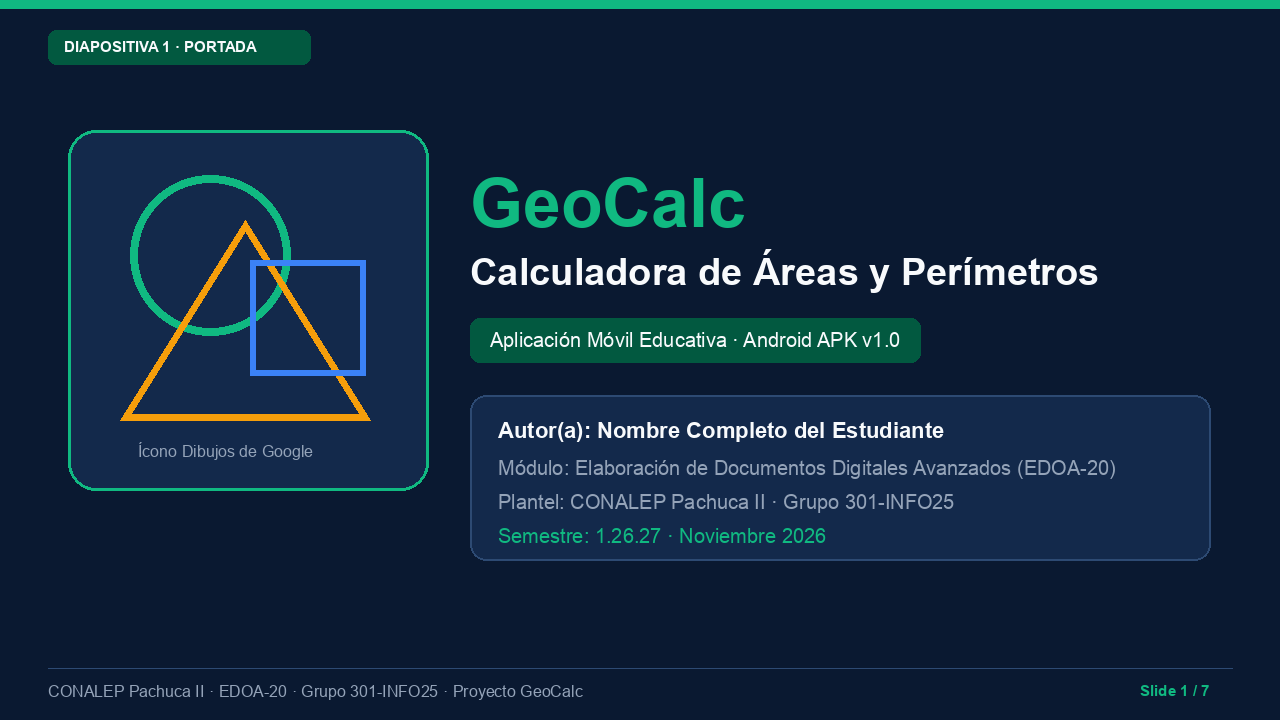 DIAPOSITIVA 1 · PORTADA
GeoCalc
Calculadora de Áreas y Perímetros
Aplicación Móvil Educativa · Android APK v1.0
Ícono Dibujos de Google
Autor(a): Nombre Completo del Estudiante
Módulo: Elaboración de Documentos Digitales Avanzados (EDOA-20)
Plantel: CONALEP Pachuca II · Grupo 301-INFO25
Semestre: 1.26.27 · Noviembre 2026
CONALEP Pachuca II · EDOA-20 · Grupo 301-INFO25 · Proyecto GeoCalc
Slide 1 / 7